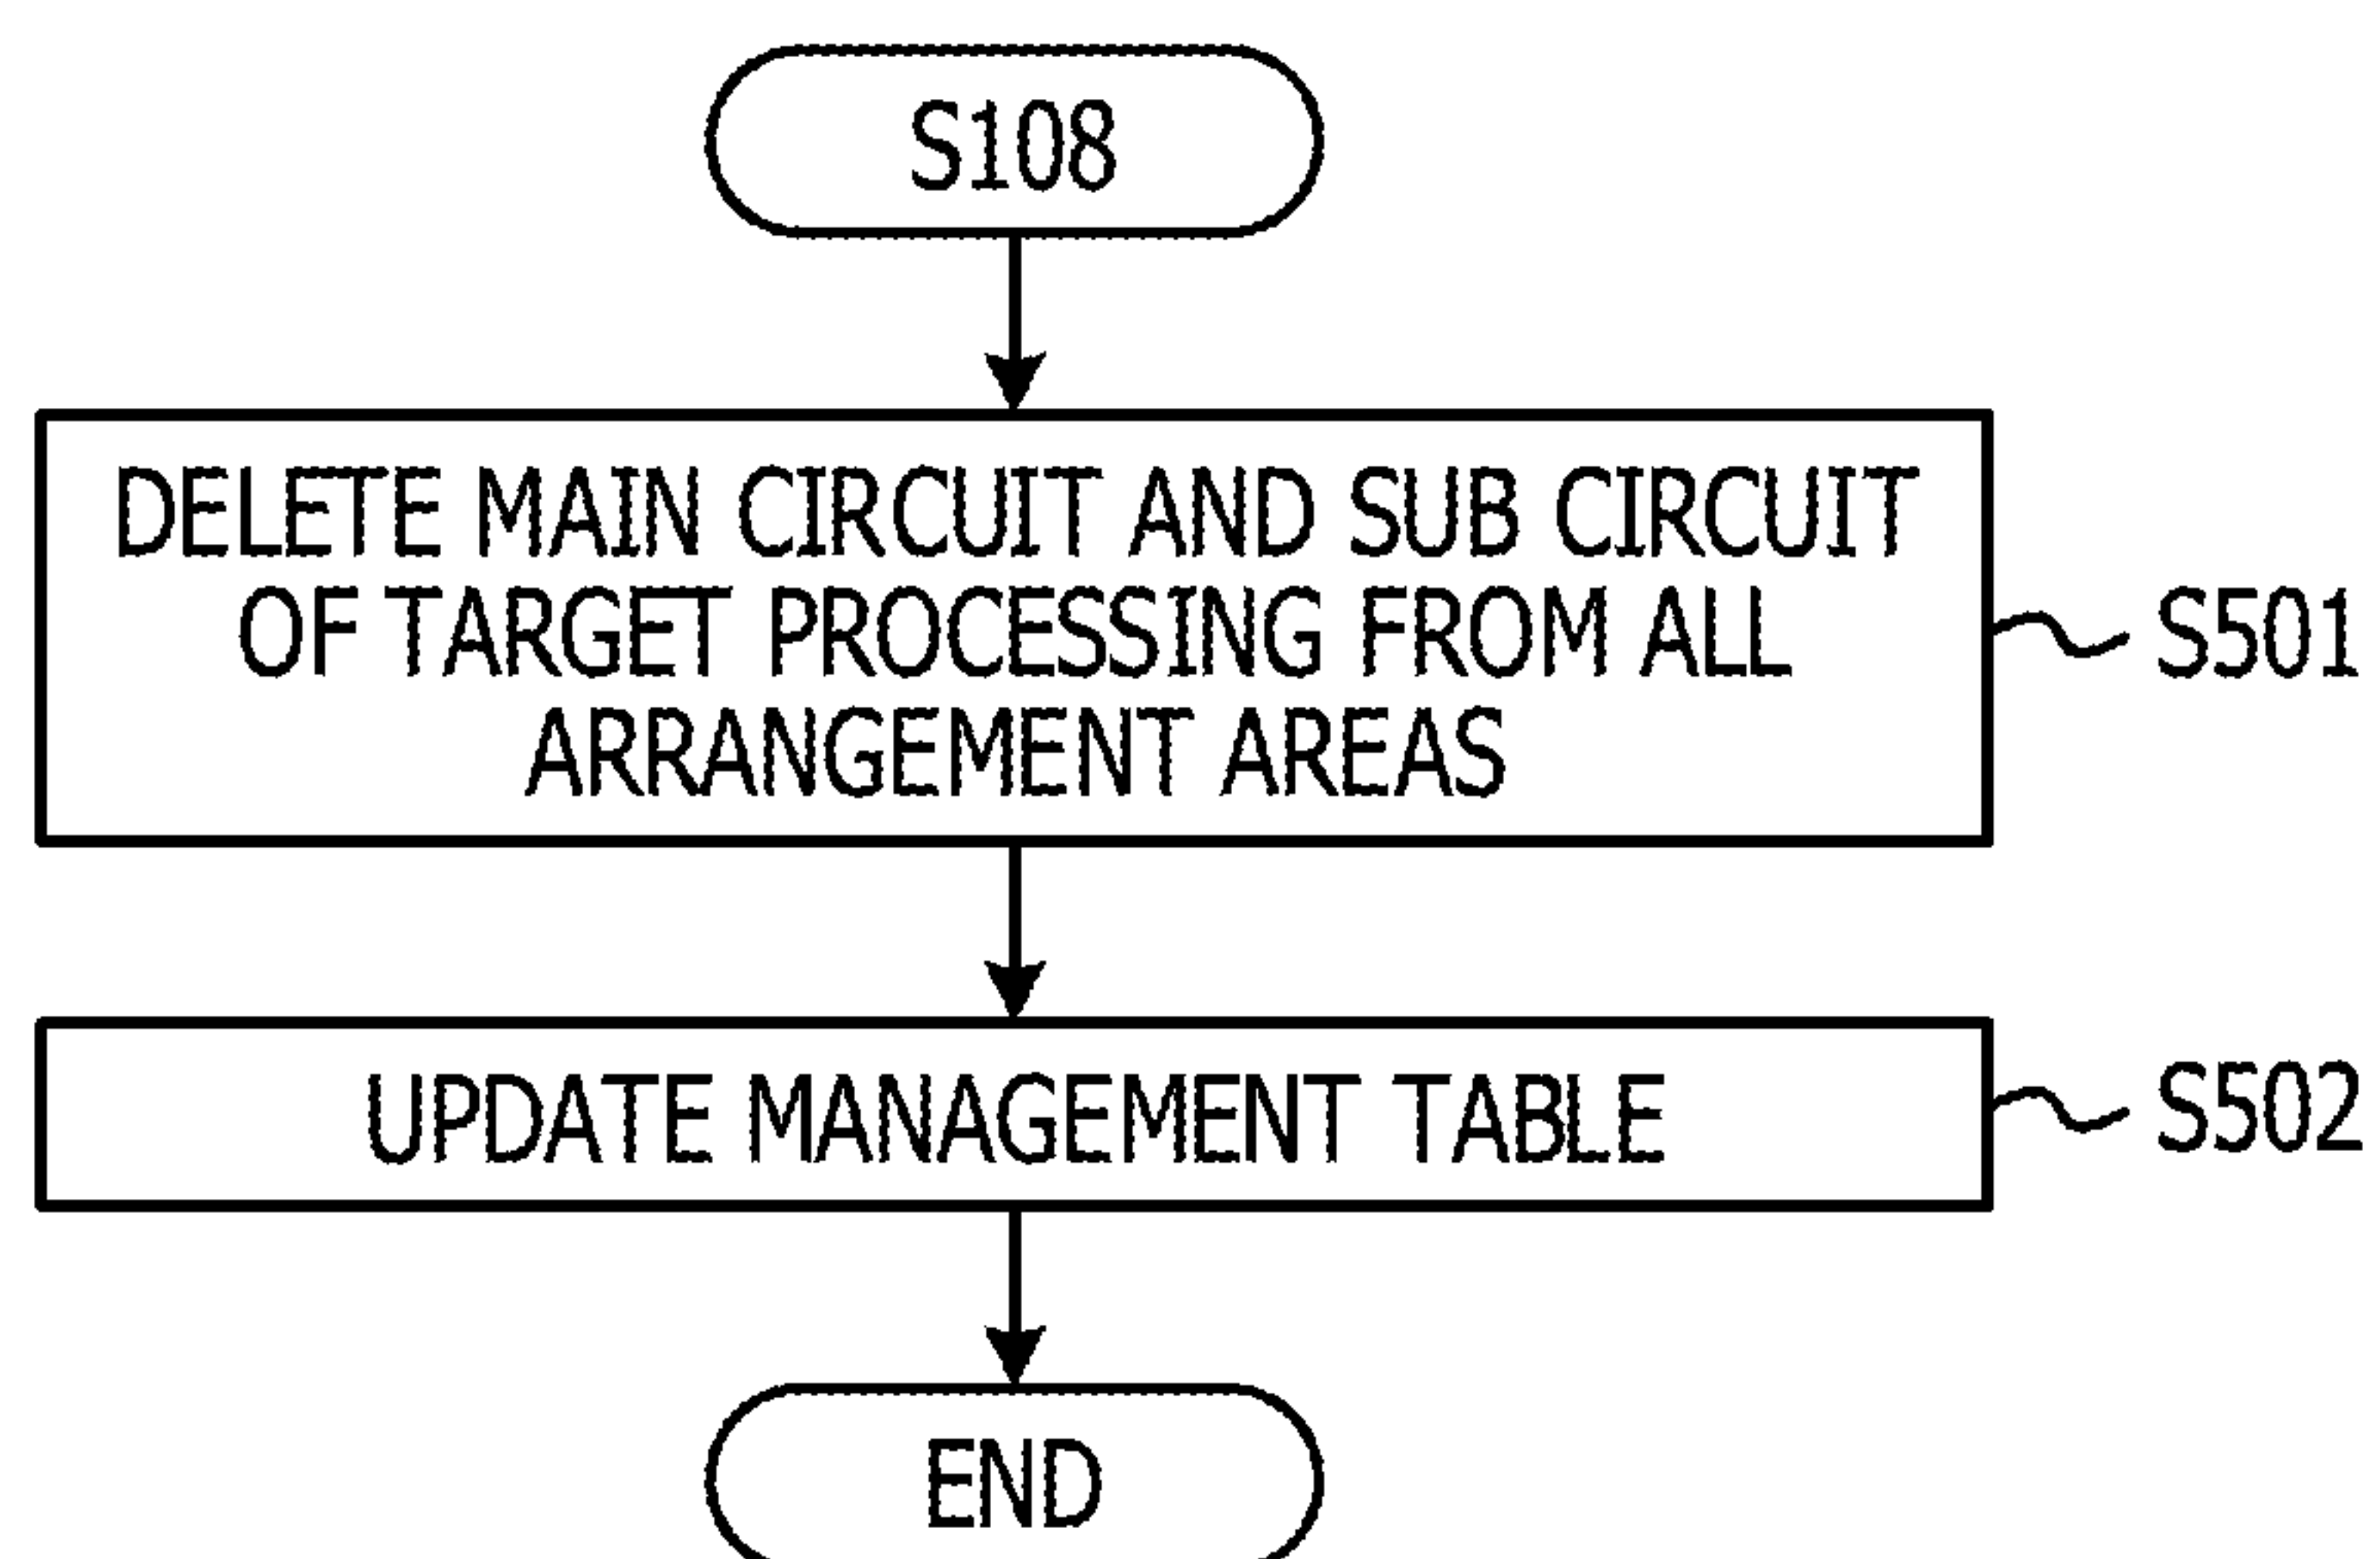 S108
DELETE MAIN CIRCUIT AND SUB CIRCUIT
OF TARGET PROCESSING FROM ALL
ARRANGEMENT AREAS
S501
UPDATE MANAGEMENT TABLE
S502
END